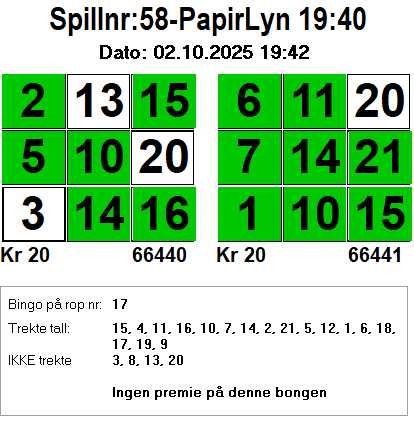 Spillnr:58-PapirLyn 19:40
Dato: 02.10.2025 19:42
2 13 15 6 11 20
5 10 20 7 14 21
3 14 16 1 10 15
Kr 20 66440 Kr 20 66441
Bingo på rop nr: 17
Trekte tall: 15, 4, 11, 16, 10, 7, 14, 2, 21, 5, 12, 1, 6, 18,
17, 19, 9
IKKE trekte 3, 8, 13, 20
Ingen premie på denne bongen